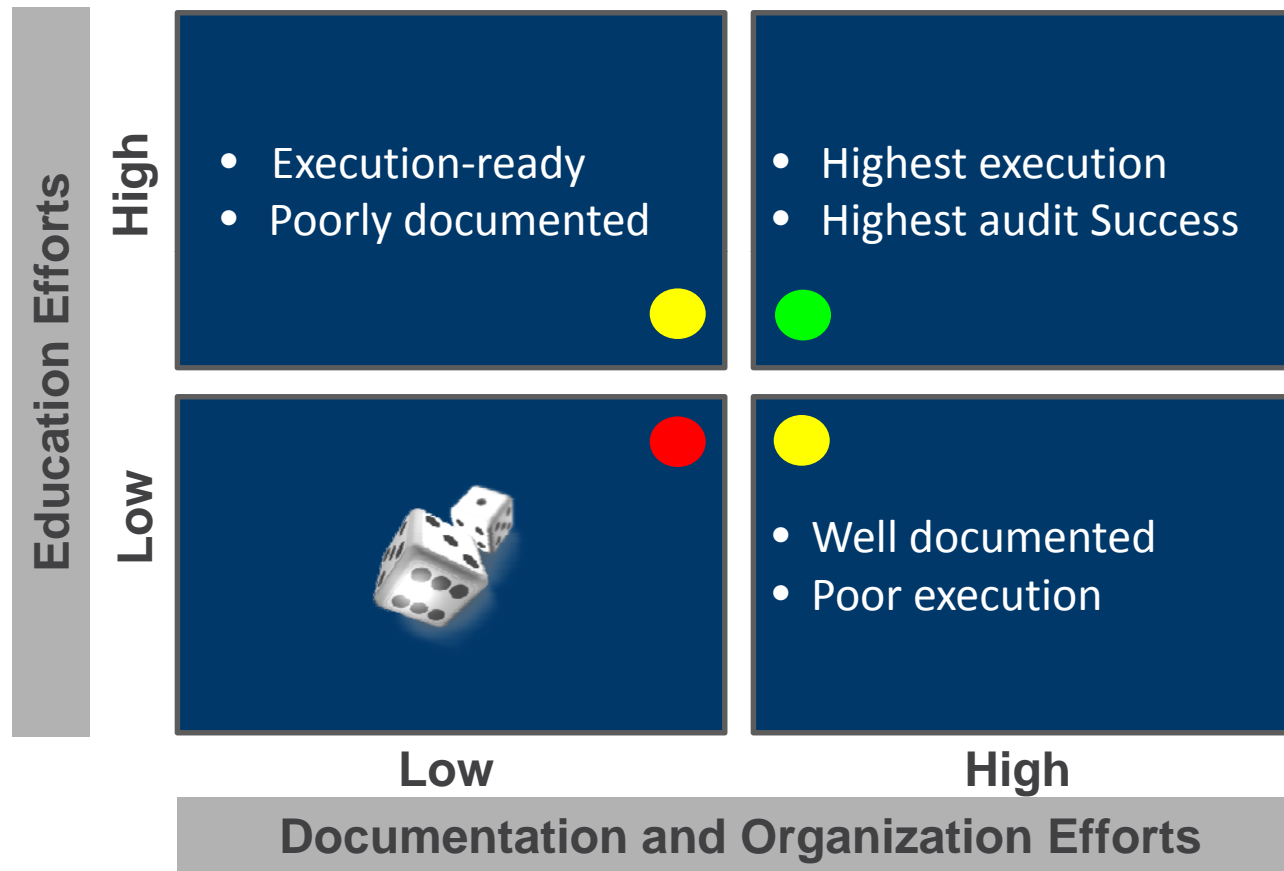 Education Efforts
High
• Execution-ready
• Poorly documented
• Highest execution
• Highest audit Success
Low
• Well documented
• Poor execution
Low
High
Documentation and Organization Efforts